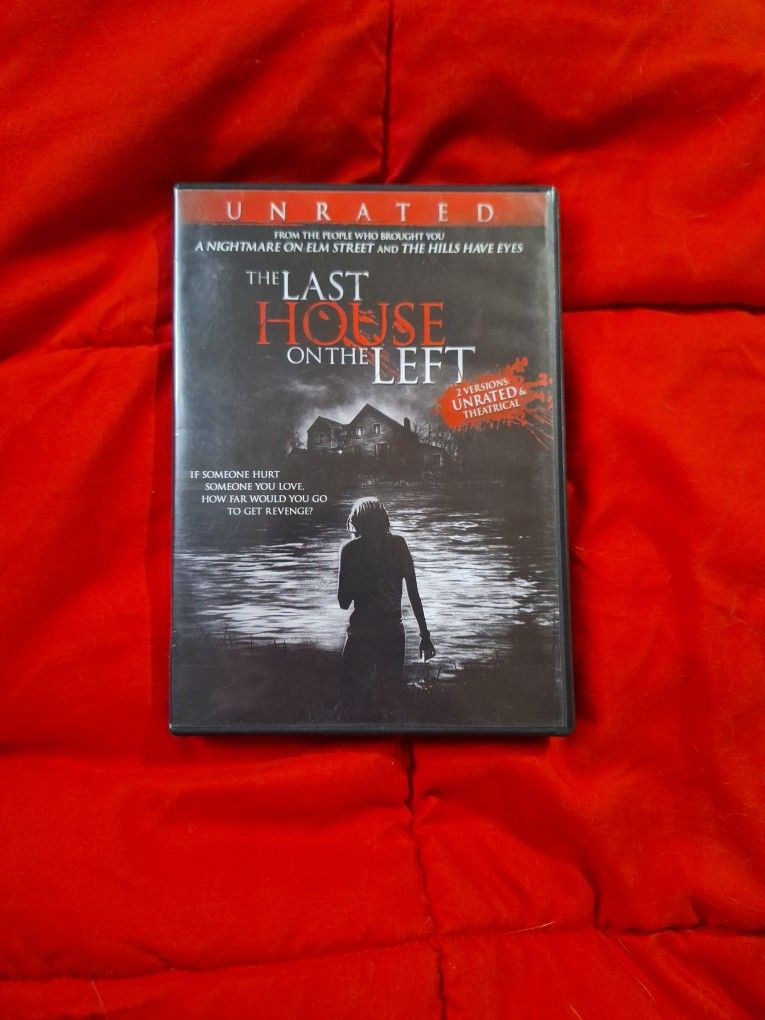 UNRATED
FROM THE PEOPLE WHO BROUGHT YOU
A NIGHTMARE ON ELM STREET AND THE HILLS HAVE EYES
THE LAST
HOUSE
ON THE LEFT
2 VERSIONS:
UNRATED &
THEATRICAL
IF SOMEONE HURT
SOMEONE YOU LOVE,
HOW FAR WOULD YOU GO
TO GET REVENGE?